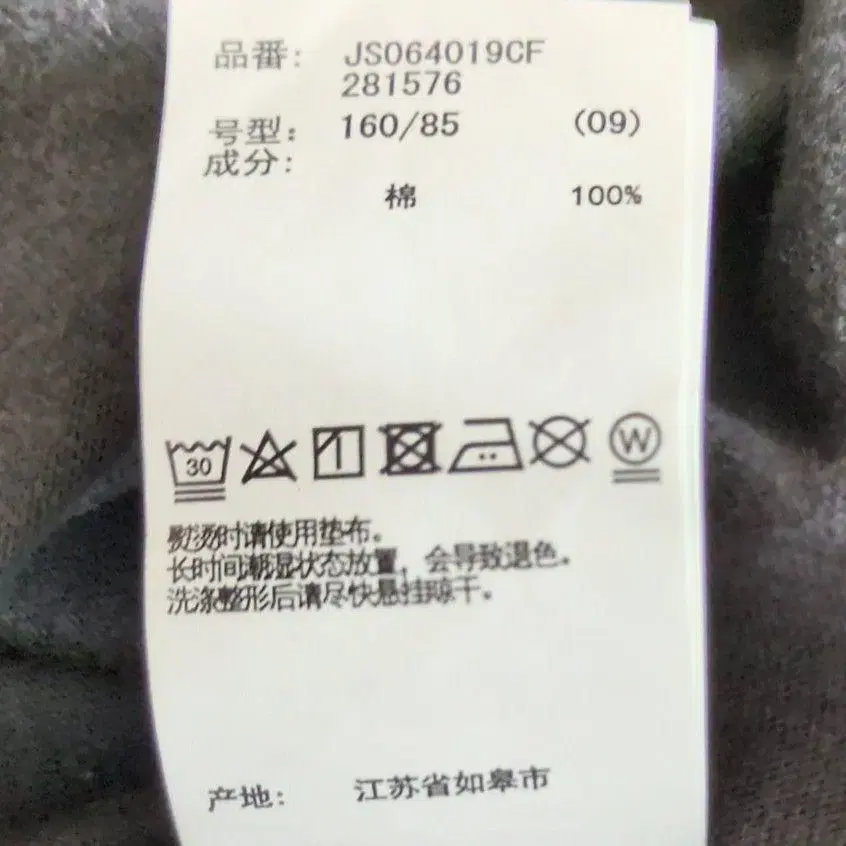 品番: JS064019CF
281576
号型: 160/85 (09)
成分:
棉 100%
30 W
熨烫时请使用垫布。
长时间潮湿状态放置，会导致退色。
洗涤整形后请尽快悬挂晾干。
产地: 江苏省如皋市